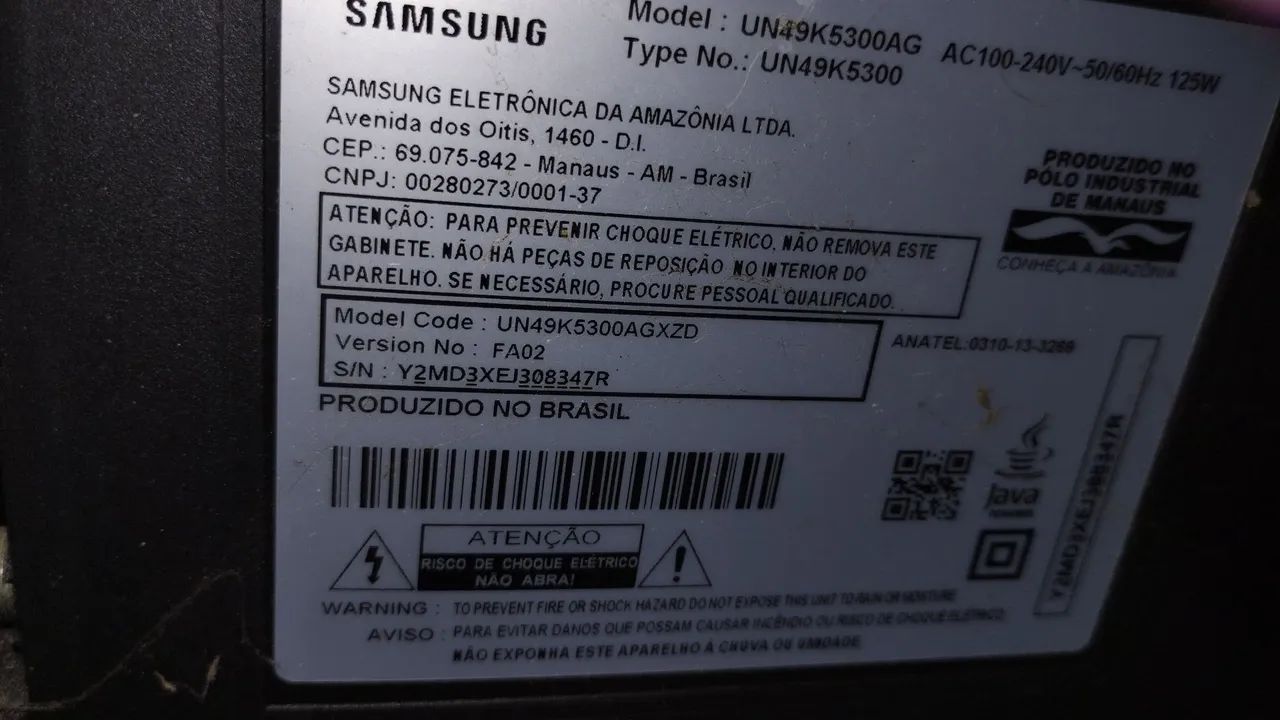 SAMSUNG
Model : UN49K5300AG
Type No.: UN49K5300
AC100-240V~50/60Hz 125W
SAMSUNG ELETRÔNICA DA AMAZÔNIA LTDA.
Avenida dos Oitis, 1460 - D.I.
CEP.: 69.075-842 - Manaus - AM - Brasil
CNPJ: 00280273/0001-37
PRODUZIDO NO
PÓLO INDUSTRIAL
DE MANAUS
CONHEÇA A AMAZÔNIA
ATENÇÃO: PARA PREVENIR CHOQUE ELÉTRICO, NÃO REMOVA ESTE
GABINETE. NÃO HÁ PEÇAS DE REPOSIÇÃO NO INTERIOR DO
APARELHO. SE NECESSÁRIO, PROCURE PESSOAL QUALIFICADO.
Model Code : UN49K5300AGXZD
Version No : FA02
S/N : Y2MD3XEJ308347R
ANATEL:0310-13-3266
PRODUZIDO NO BRASIL
Java
Y2MD3XEJ308347R
ATENÇÃO
RISCO DE CHOQUE ELÉTRICO
NÃO ABRA!
WARNING : TO PREVENT FIRE OR SHOCK HAZARD DO NOT EXPOSE THIS UNIT TO RAIN OR MOISTURE
AVISO : PARA EVITAR DANOS QUE POSSAM CAUSAR INCÊNDIO OU RISCO DE CHOQUE ELÉTRICO
NÃO EXPONHA ESTE APARELHO À CHUVA OU UMIDADE